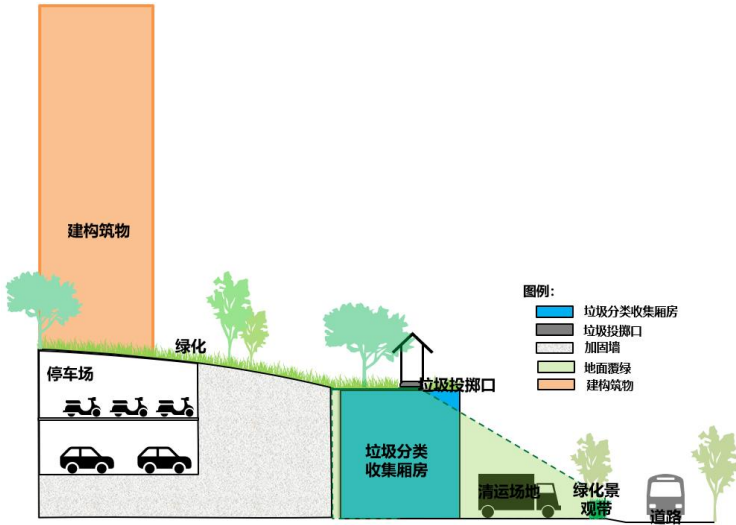 建构筑物
绿化
停车场
垃圾投掷口
垃圾分类
收集厢房
清运场地
绿化景
观带
道路
图例：
垃圾分类收集厢房
垃圾投掷口
加固墙
地面覆绿
建构筑物